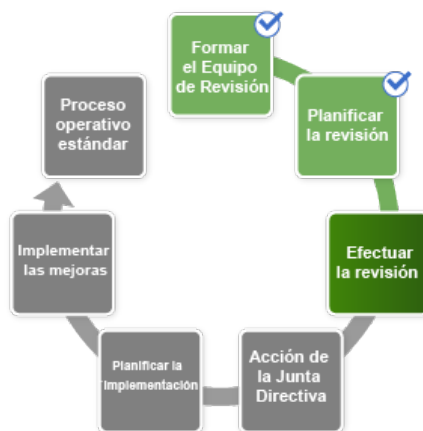 Formar
el Equipo
de Revisión
Planificar
la revisión
Efectuar
la revisión
Acción de
la Junta
Directiva
Planificar la
Implementación
Implementar
las mejoras
Proceso
operativo
estándar